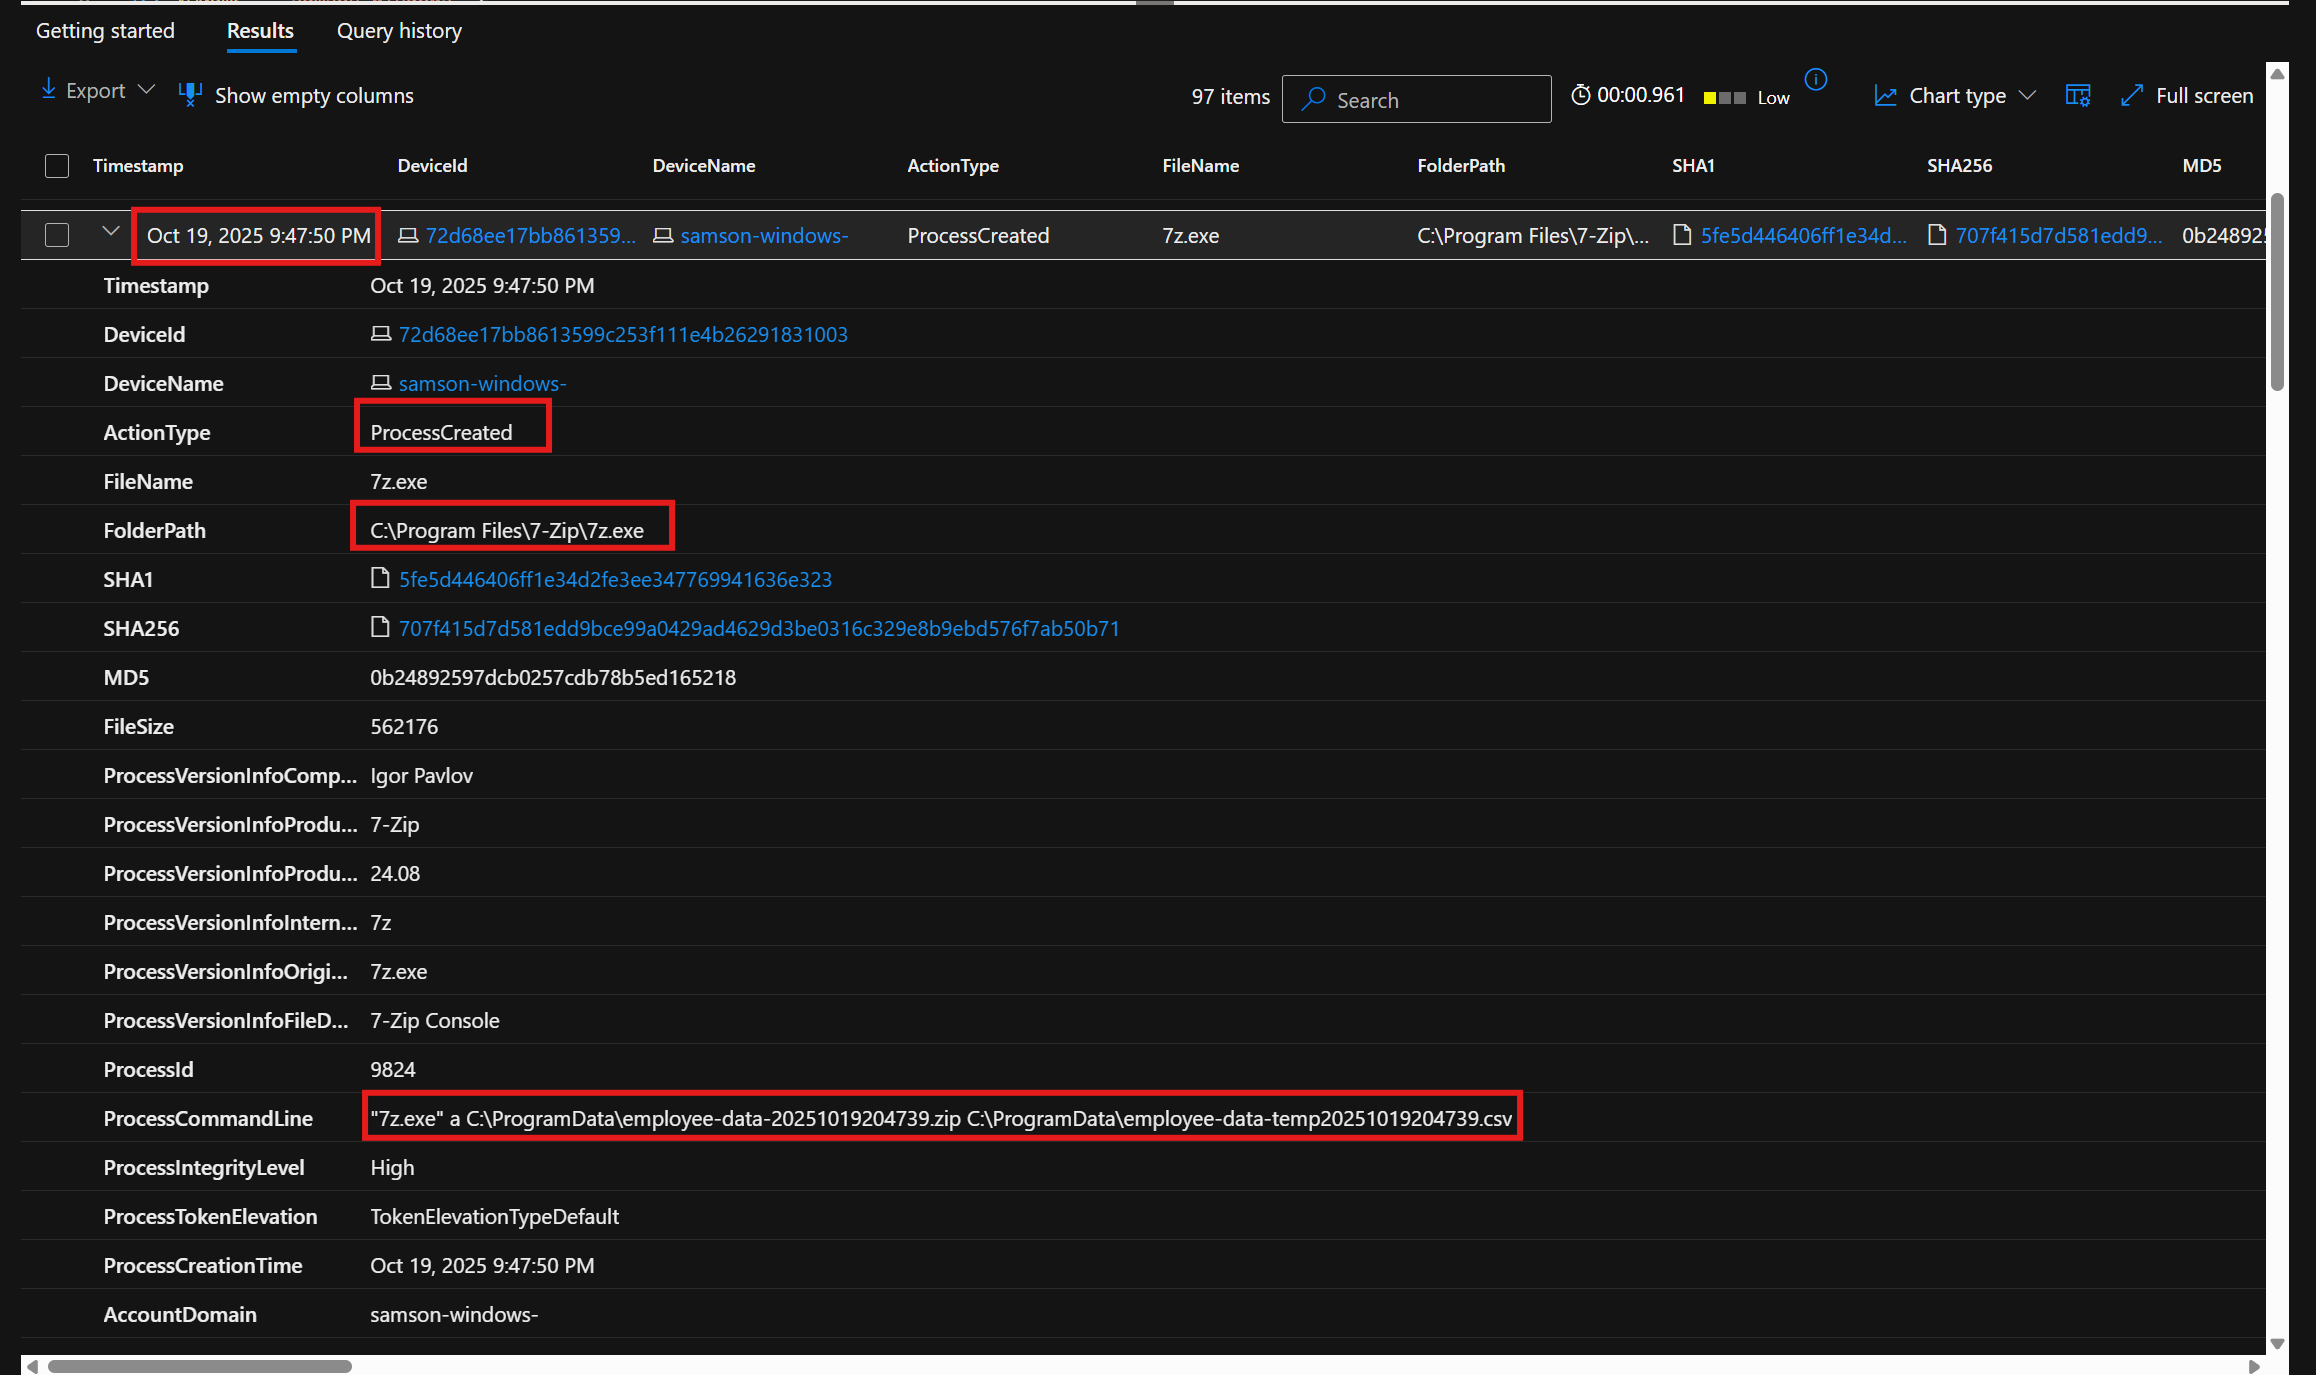 Getting started Results Query history
Export Show empty columns 97 items Search 00:00.961 Low Chart type Full screen
Timestamp DeviceId DeviceName ActionType FileName FolderPath SHA1 SHA256 MD5
Oct 19, 2025 9:47:50 PM 72d68ee17bb861359... samson-windows- ProcessCreated 7z.exe C:\Program Files\7-Zip\... 5fe5d446406ff1e34d... 707f415d7d581edd9... 0b24892
Timestamp Oct 19, 2025 9:47:50 PM
DeviceId 72d68ee17bb8613599c253f111e4b26291831003
DeviceName samson-windows-
ActionType ProcessCreated
FileName 7z.exe
FolderPath C:\Program Files\7-Zip\7z.exe
SHA1 5fe5d446406ff1e34d2fe3ee347769941636e323
SHA256 707f415d7d581edd9bce99a0429ad4629d3be0316c329e8b9ebd576f7ab50b71
MD5 0b24892597dcb0257cdb78b5ed165218
FileSize 562176
ProcessVersionInfoComp... Igor Pavlov
ProcessVersionInfoProdu... 7-Zip
ProcessVersionInfoProdu... 24.08
ProcessVersionInfoIntern... 7z
ProcessVersionInfoOrigi... 7z.exe
ProcessVersionInfoFileD... 7-Zip Console
ProcessId 9824
ProcessCommandLine "7z.exe" a C:\ProgramData\employee-data-20251019204739.zip C:\ProgramData\employee-data-temp20251019204739.csv
ProcessIntegrityLevel High
ProcessTokenElevation TokenElevationTypeDefault
ProcessCreationTime Oct 19, 2025 9:47:50 PM
AccountDomain samson-windows-